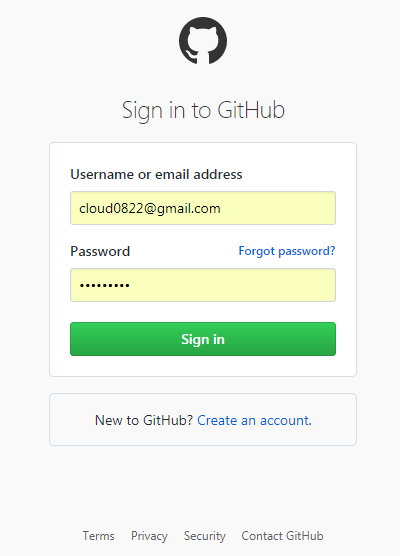 Sign in to GitHub
Username or email address
cloud0822@gmail.com
Password Forgot password?
•••••••••
Sign in
New to GitHub? Create an account.
Terms Privacy Security Contact GitHub